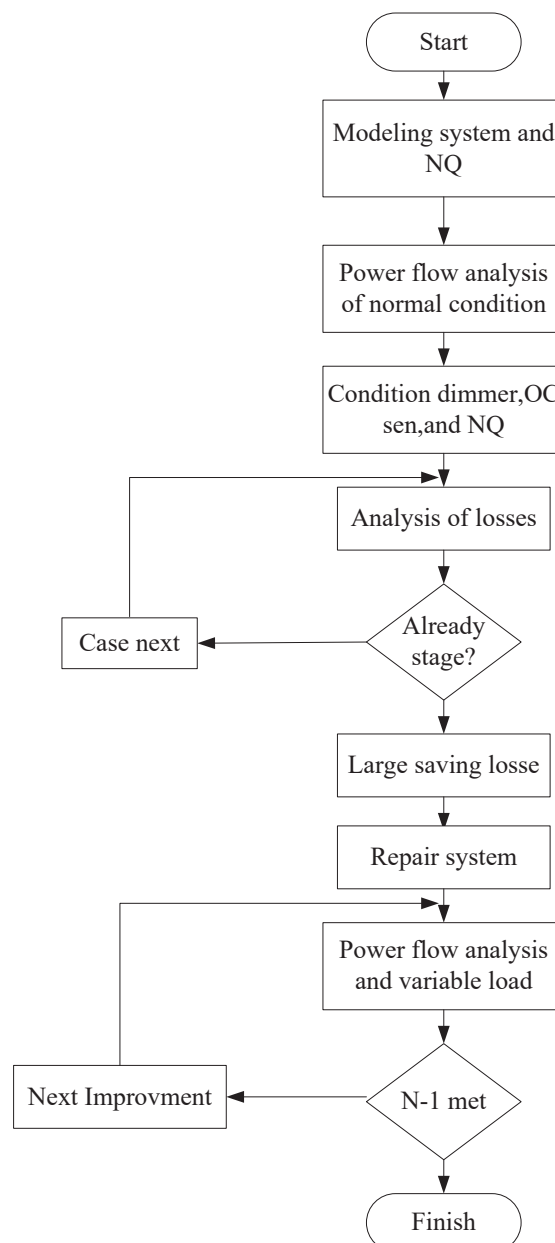 Start
Modeling system and
NQ
Power flow analysis
of normal condition
Condition dimmer,OC
sen,and NQ
Analysis of losses
Already
stage?
Case next
Large saving losse
Repair system
Power flow analysis
and variable load
Next Improvment
N-1 met
Finish